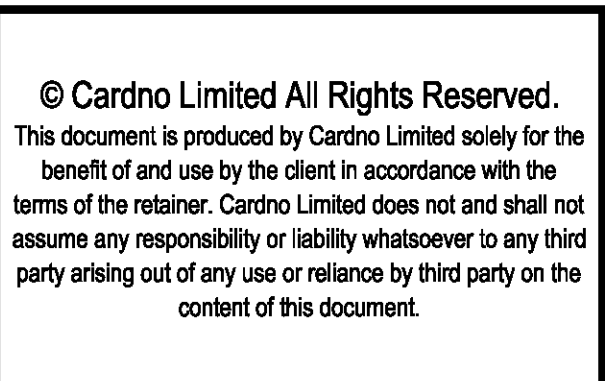 © Cardno Limited All Rights Reserved.
This document is produced by Cardno Limited solely for the
benefit of and use by the client in accordance with the
terms of the retainer. Cardno Limited does not and shall not
assume any responsibility or liability whatsoever to any third
party arising out of any use or reliance by third party on the
content of this document.